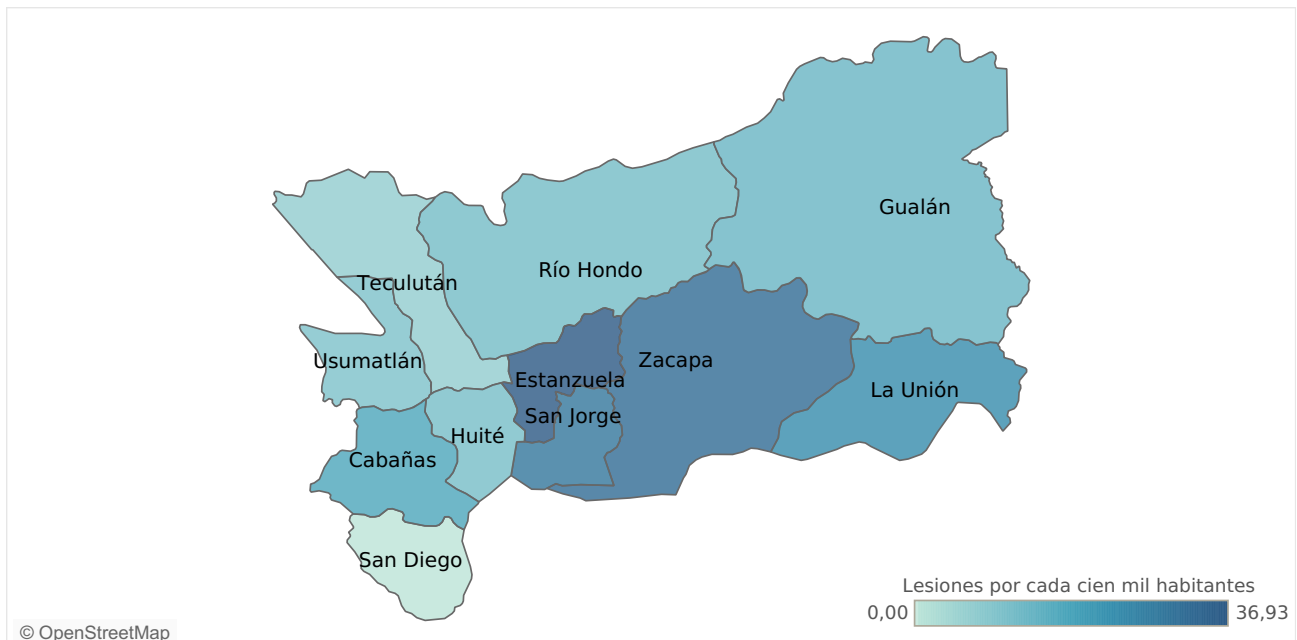 Gualán
Río Hondo
Teculután
Zacapa
Usumatlán
Estanzuela
La Unión
San Jorge
Huité
Cabañas
San Diego
Lesiones por cada cien mil habitantes
0,00 36,93
© OpenStreetMap